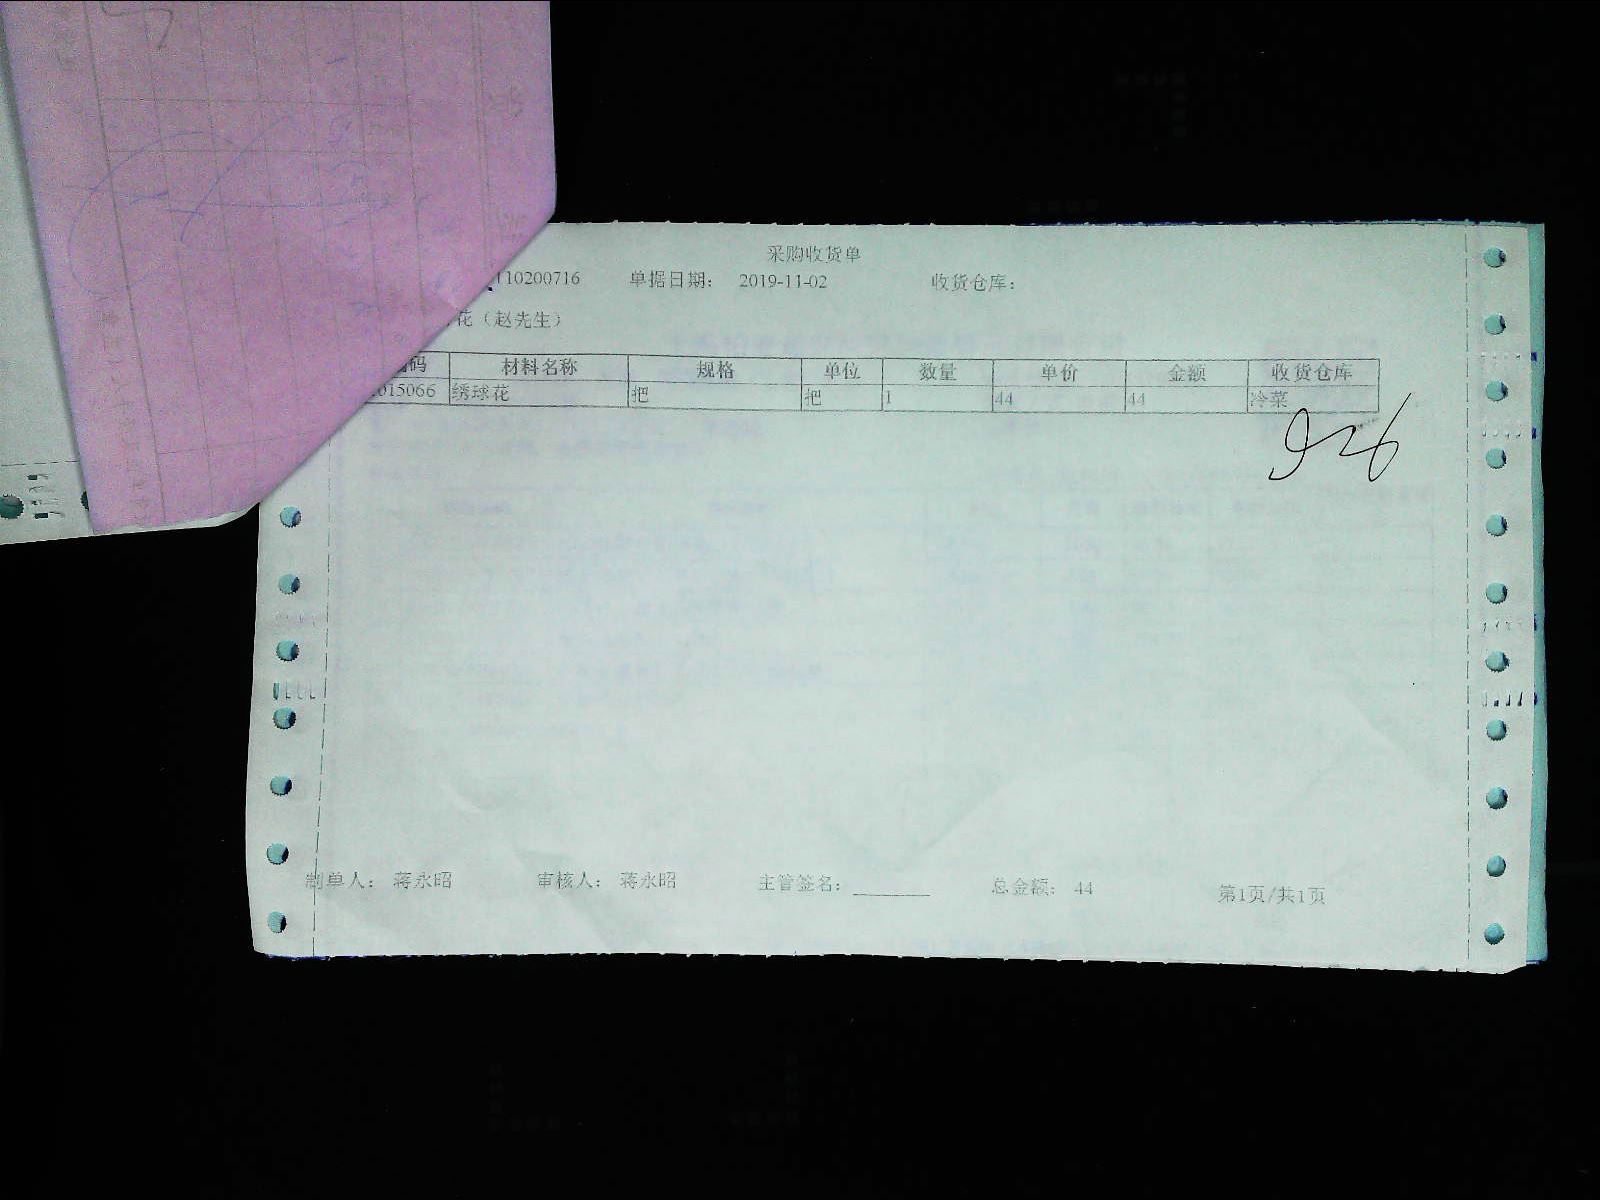 采购收货单
110200716 单据日期: 2019-11-02 收货仓库:
花（赵先生）
码 材料名称 规格 单位 数量 单价 金额 收货仓库
015066 绣球花 把 把 1 44 44 冷菜
制单人: 蒋永昭 审核人: 蒋永昭 主管签名: 总金额: 44 第1页/共1页